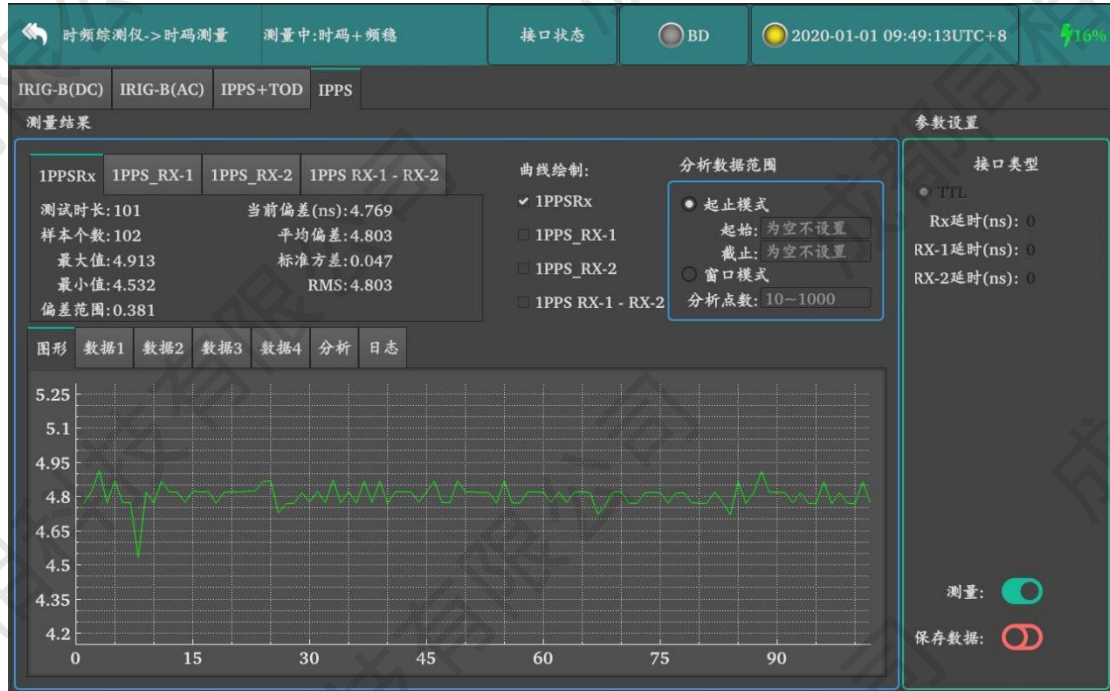 时频综测仪->时码测量 测量中:时码+频稳 接口状态 BD 2020-01-01 09:49:13UTC+8 16%
IRIG-B(DC) IRIG-B(AC) IPPS+TOD IPPS
测量结果
1PPSRx 1PPS_RX-1 1PPS_RX-2 1PPS RX-1 - RX-2
测试时长:101 当前偏差(ns):4.769
样本个数:102 平均偏差:4.803
最大值:4.913 标准方差:0.047
最小值:4.532 RMS:4.803
偏差范围:0.381
曲线绘制:
1PPSRx
1PPS_RX-1
1PPS_RX-2
1PPS RX-1 - RX-2
分析数据范围
起止模式
起始: 为空不设置
截止: 为空不设置
窗口模式
分析点数: 10~1000
图形 数据1 数据2 数据3 数据4 分析 日志
5.25
5.1
4.95
4.8
4.65
4.5
4.35
4.2
0 15 30 45 60 75 90
参数设置
接口类型
TTL
Rx延时(ns): 0
RX-1延时(ns): 0
RX-2延时(ns): 0
测量:
保存数据: